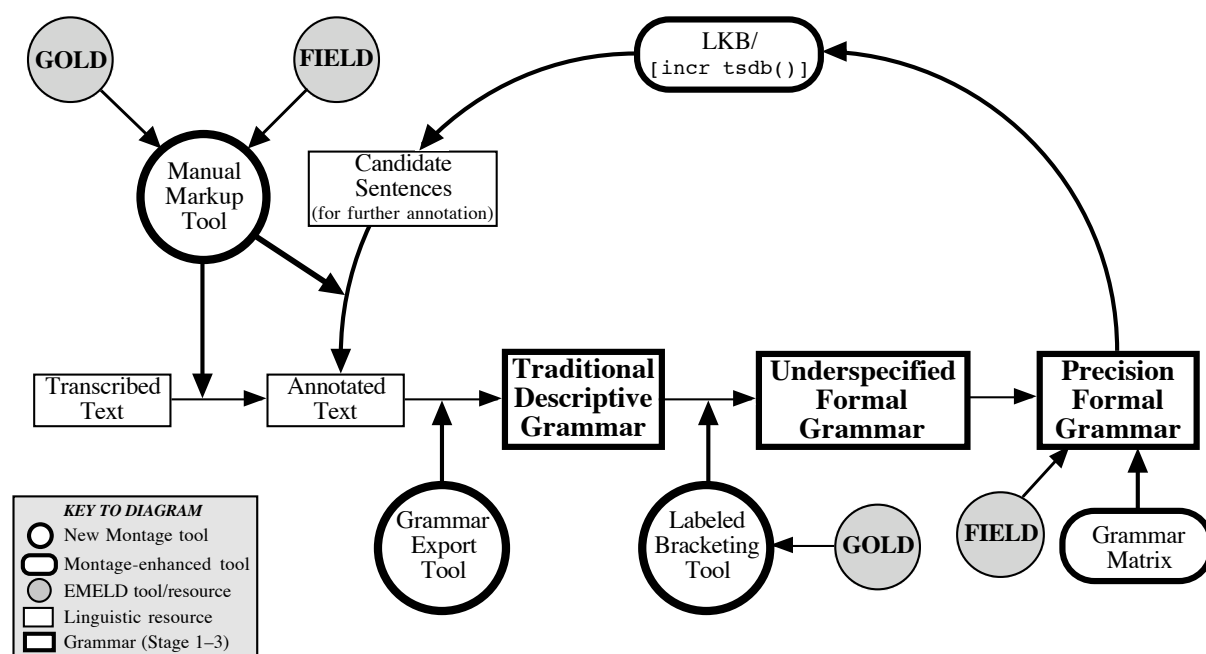 GOLD
FIELD
LKB/
[incr tsdb()]
Manual
Markup
Tool
Candidate
Sentences
(for further annotation)
Transcribed
Text
Annotated
Text
Traditional
Descriptive
Grammar
Underspecified
Formal
Grammar
Precision
Formal
Grammar
Grammar
Export
Tool
Labeled
Bracketing
Tool
GOLD
FIELD
Grammar
Matrix
KEY TO DIAGRAM
New Montage tool
Montage-enhanced tool
EMELD tool/resource
Linguistic resource
Grammar (Stage 1–3)